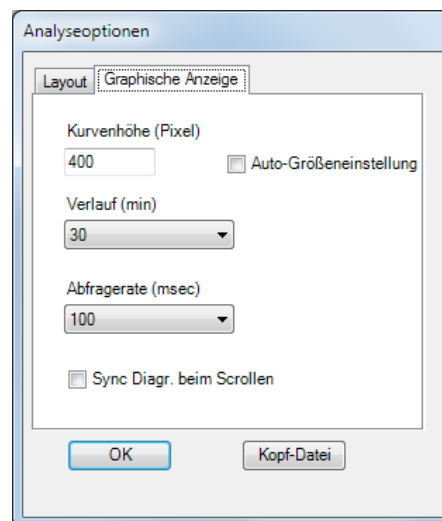 Analyseoptionen
Layout Graphische Anzeige
Kurvenhöhe (Pixel)
400 Auto-Größeneinstellung
Verlauf (min)
30
Abfragerate (msec)
100
Sync Diagr. beim Scrollen
OK Kopf-Datei